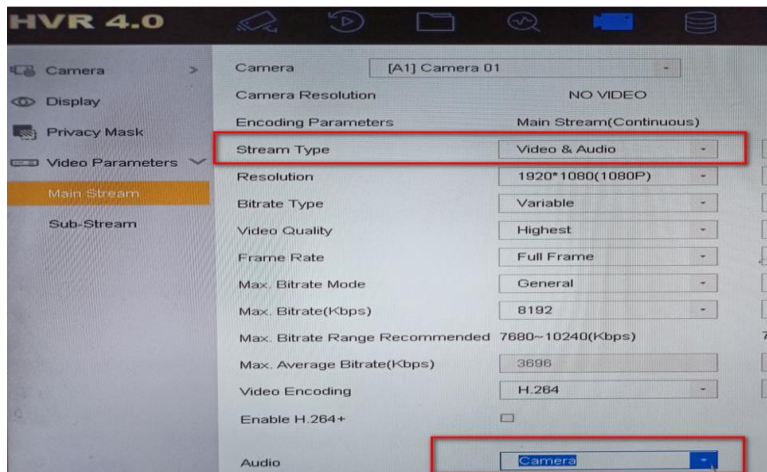 HVR 4.0
Camera >
Display
Privacy Mask
Video Parameters
Main Stream
Sub-Stream
Camera [A1] Camera 01
Camera Resolution NO VIDEO
Encoding Parameters Main Stream(Continuous)
Stream Type Video & Audio
Resolution 1920*1080(1080P)
Bitrate Type Variable
Video Quality Highest
Frame Rate Full Frame
Max. Bitrate Mode General
Max. Bitrate(Kbps) 8192
Max. Bitrate Range Recommended 7680~10240(Kbps)
Max. Average Bitrate(Kbps) 3696
Video Encoding H.264
Enable H.264+
Audio Camera